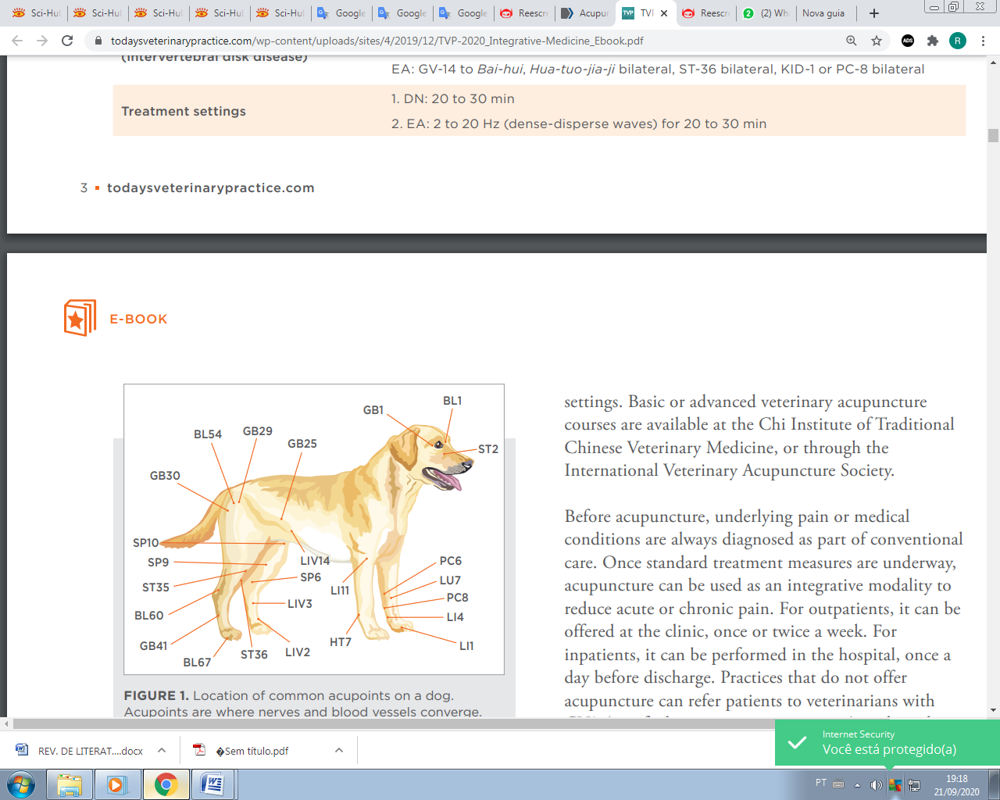 Sci-Hu
Sci-Hu
Sci-Hu
Sci-Hu
Sci-Hu
Google
Google
Google
Reescr
Acupun
TVP
Reescr
(2) Wh
Nova guia
todaysveterinarypractice.com/wp-content/uploads/sites/4/2019/12/TVP-2020_Integrative-Medicine_Ebook.pdf
ADS
R
(intervertebral disk disease)
EA: GV-14 to Bai-hui, Hua-tuo-jia-ji bilateral, ST-36 bilateral, KID-1 or PC-8 bilateral
Treatment settings
1. DN: 20 to 30 min
2. EA: 2 to 20 Hz (dense-disperse waves) for 20 to 30 min
3 ▪ todaysveterinarypractice.com
E-BOOK
GB1
BL1
BL54
GB29
GB25
ST2
GB30
SP10
SP9
LIV14
PC6
SP6
ST35
LI11
LU7
PC8
LIV3
BL60
LI4
GB41
HT7
LI1
ST36
LIV2
BL67
FIGURE 1. Location of common acupoints on a dog.
Acupoints are where nerves and blood vessels converge.
settings. Basic or advanced veterinary acupuncture
courses are available at the Chi Institute of Traditional
Chinese Veterinary Medicine, or through the
International Veterinary Acupuncture Society.
Before acupuncture, underlying pain or medical
conditions are always diagnosed as part of conventional
care. Once standard treatment measures are underway,
acupuncture can be used as an integrative modality to
reduce acute or chronic pain. For outpatients, it can be
offered at the clinic, once or twice a week. For
inpatients, it can be performed in the hospital, once a
day before discharge. Practices that do not offer
acupuncture can refer patients to veterinarians with
Internet Security
Você está protegido(a)
REV. DE LITERAT....docx
�Sem título.pdf
PT
19:18
21/09/2020